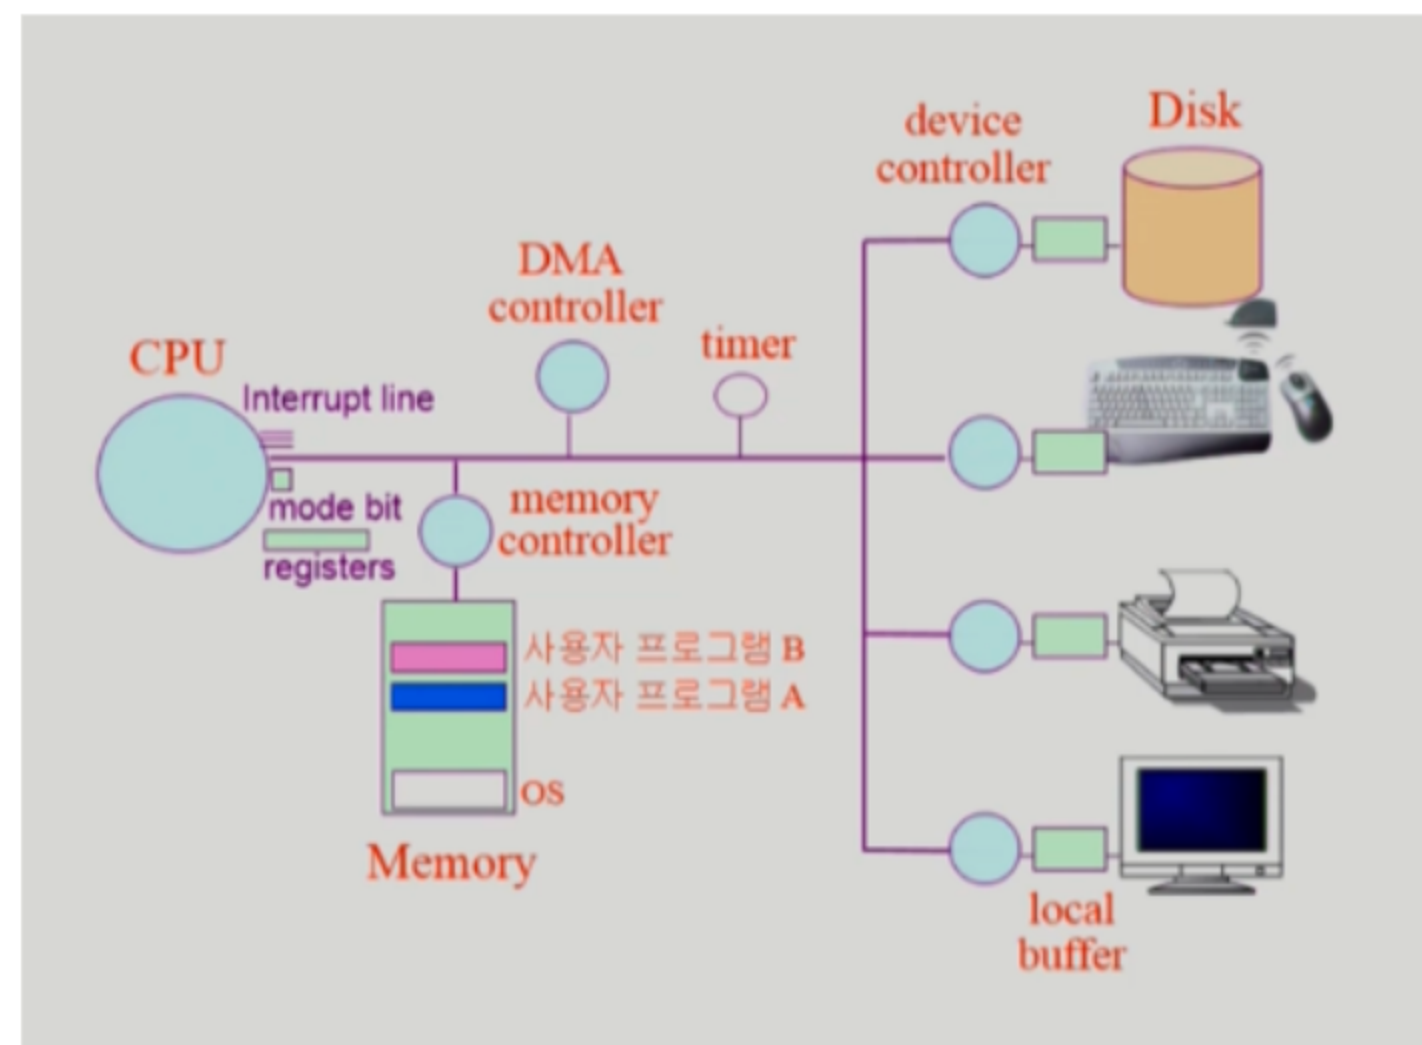 device
controller
Disk
DMA
controller
timer
CPU
Interrupt line
mode bit
registers
memory
controller
사용자 프로그램 B
사용자 프로그램 A
OS
Memory
local
buffer